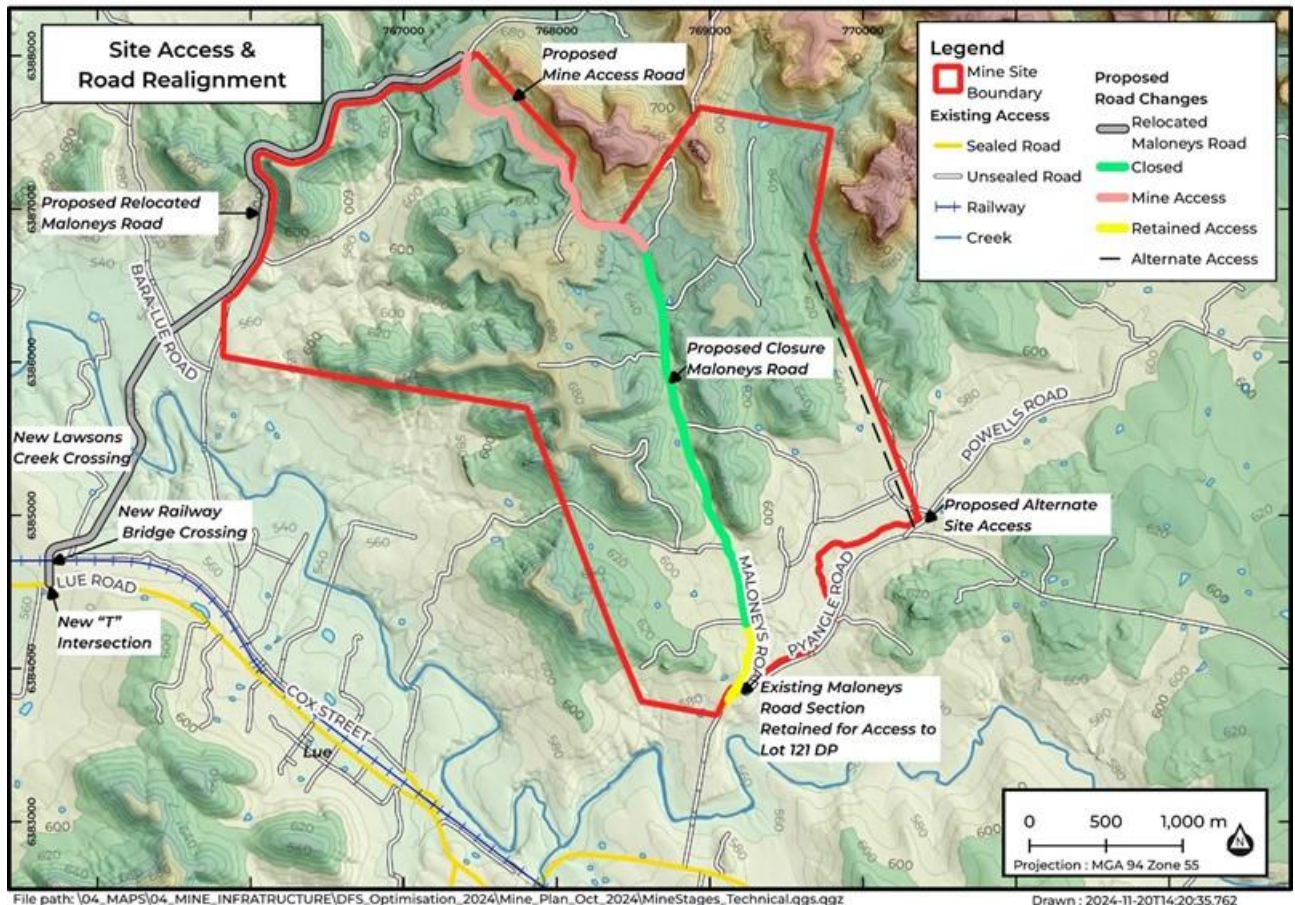 Site Access &
Road Realignment
767000
768000
769000
770000
6388000
6387000
6386000
6385000
6384000
6383000
Legend
Mine Site
Boundary
Existing Access
Sealed Road
Unsealed Road
Railway
Creek
Proposed
Road Changes
Relocated
Maloneys Road
Closed
Mine Access
Retained Access
Alternate Access
Proposed
Mine Access Road
Proposed Relocated
Maloneys Road
BARA-LUE ROAD
Proposed Closure
Maloneys Road
POWELLS ROAD
New Lawsons
Creek Crossing
New Railway
Bridge Crossing
Proposed Alternate
Site Access
LUE ROAD
New "T"
Intersection
MALONEYS ROAD
PYANGLE ROAD
COX STREET
Lue
Existing Maloneys
Road Section
Retained for Access to
Lot 121 DP
0 500 1,000 m
N
Projection : MGA 94 Zone 55
File path: \04_MAPS\04_MINE_INFRATRUCTURE\DFS_Optimisation_2024\Mine_Plan_Oct_2024\MineStages_Technical.qgs.qgz
Drawn : 2024-11-20T14:20:35.762